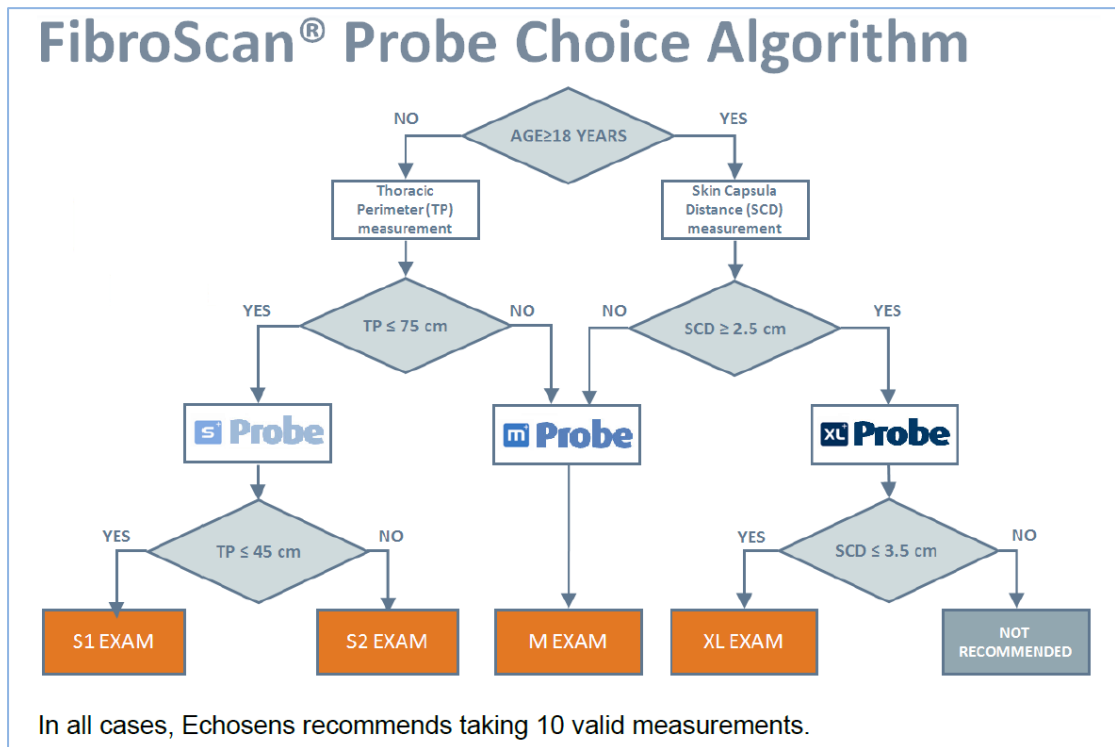 FibroScan® Probe Choice Algorithm
NO
YES
AGE≥18 YEARS
Thoracic
Perimeter (TP)
measurement
Skin Capsula
Distance (SCD)
measurement
YES
TP ≤ 75 cm
NO
NO
SCD ≥ 2.5 cm
YES
S+ Probe
m+ Probe
XL+ Probe
YES
TP ≤ 45 cm
NO
YES
SCD ≤ 3.5 cm
NO
S1 EXAM
S2 EXAM
M EXAM
XL EXAM
NOT
RECOMMENDED
In all cases, Echosens recommends taking 10 valid measurements.